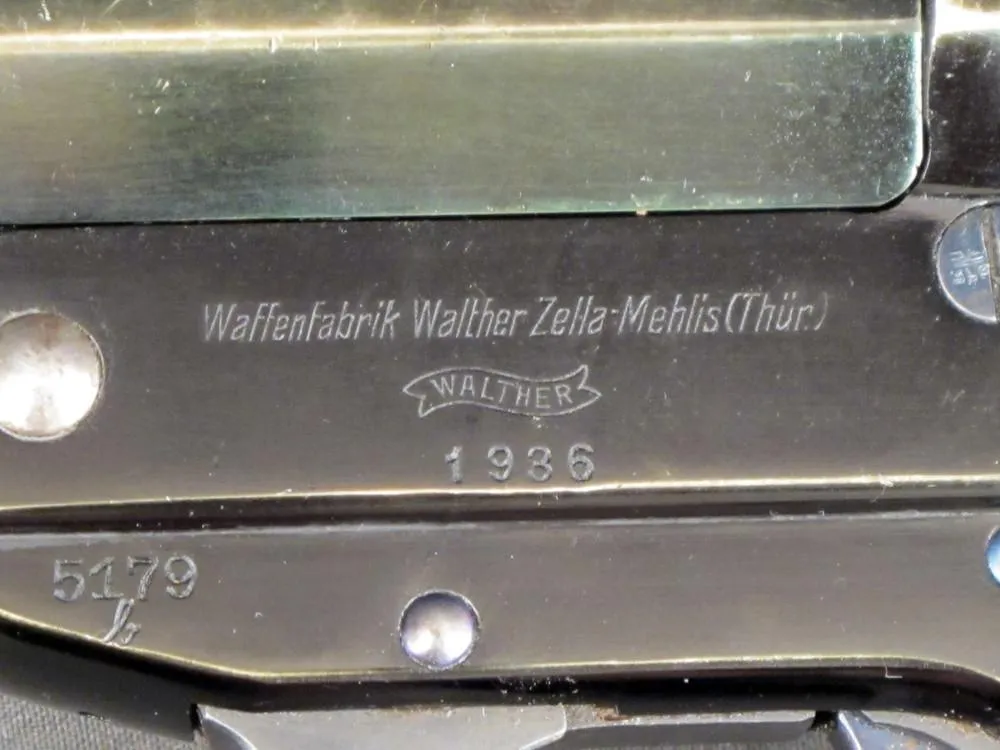 Waffenfabrik Walther Zella-Mehlis (Thür.)
WALTHER
1936
5179
b